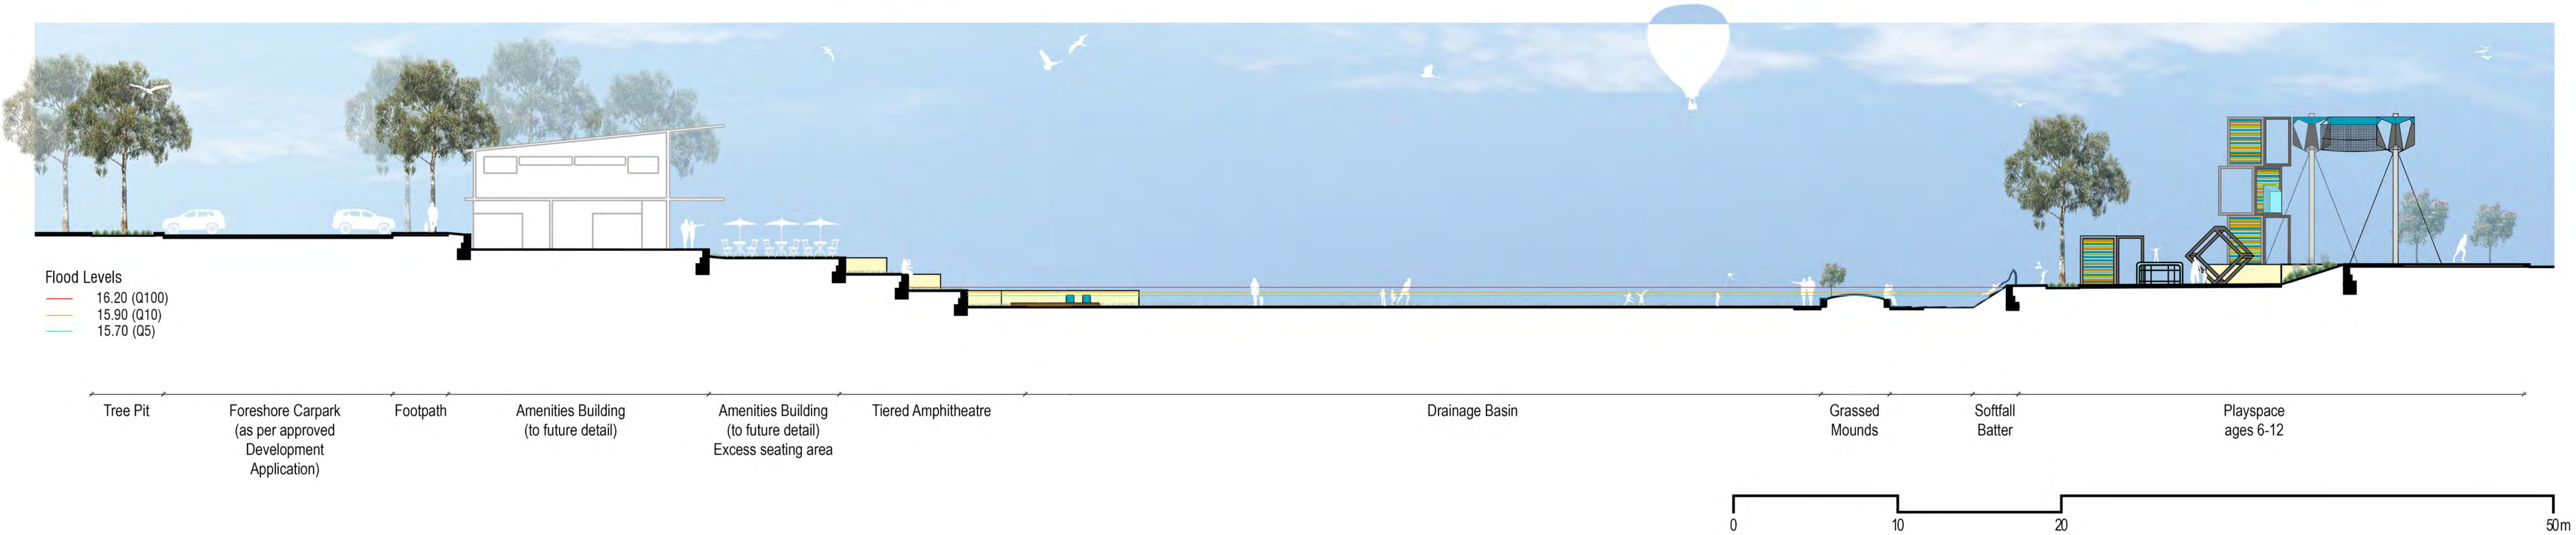 Flood Levels
16.20 (Q100)
15.90 (Q10)
15.70 (Q5)
Tree Pit
Foreshore Carpark
(as per approved
Development
Application)
Footpath
Amenities Building
(to future detail)
Amenities Building
(to future detail)
Excess seating area
Tiered Amphitheatre
Drainage Basin
Grassed
Mounds
Softfall
Batter
Playspace
ages 6-12
0
10
20
50m